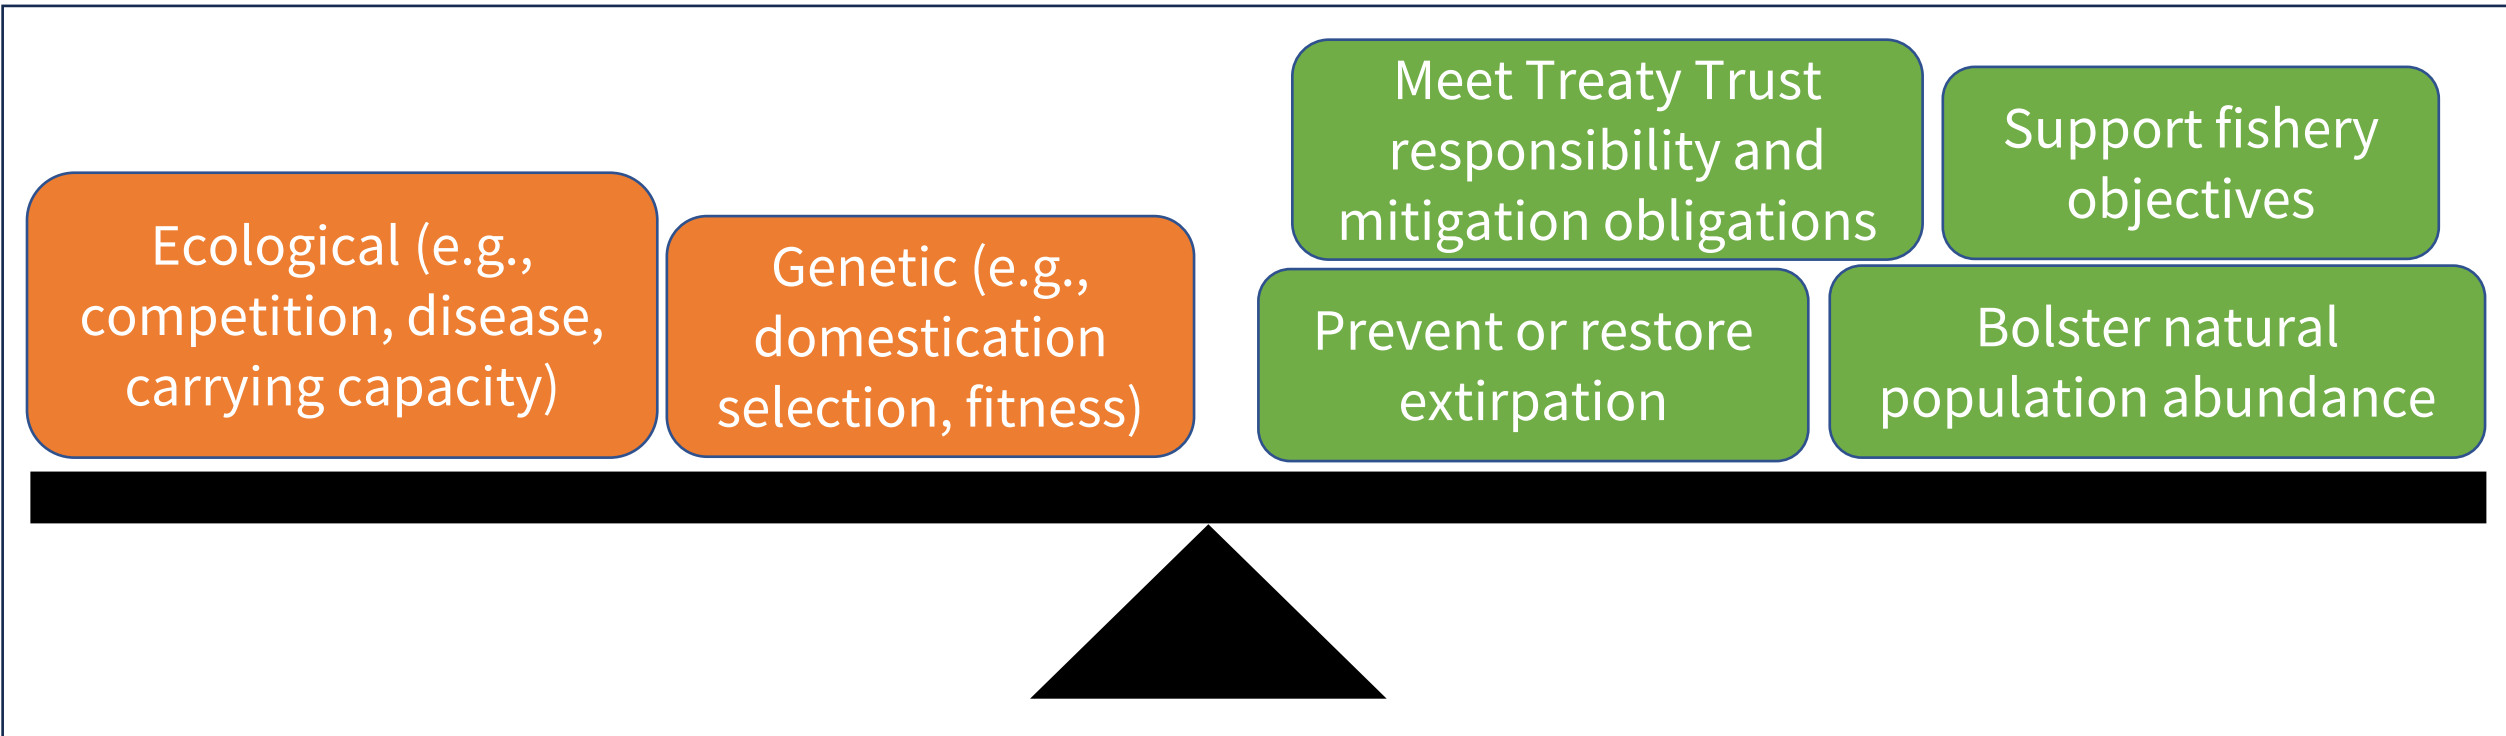 Ecological (e.g.,
competition, disease,
carrying capacity)
Genetic (e.g.,
domestication
selection, fitness)
Meet Treaty Trust
responsibility and
mitigation obligations
Support fishery
objectives
Prevent or restore
extirpation
Bolster natural
population abundance